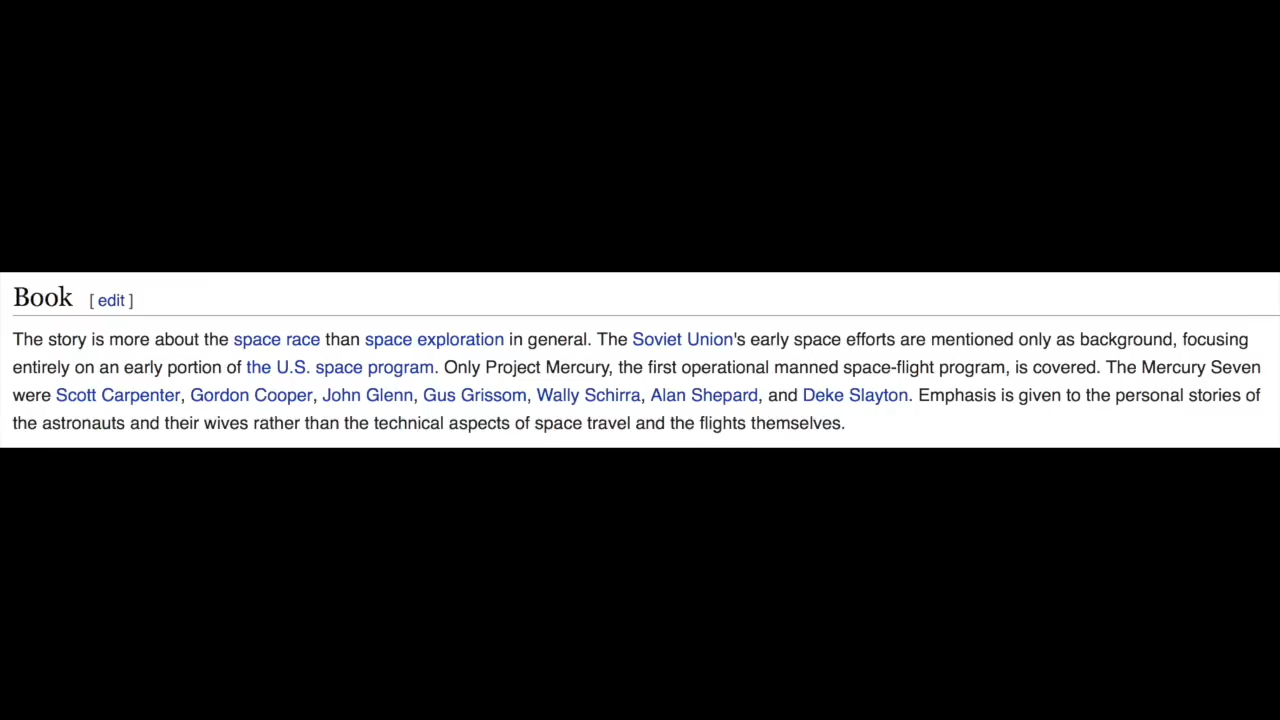 Book [ edit ]
The story is more about the space race than space exploration in general. The Soviet Union's early space efforts are mentioned only as background, focusing
entirely on an early portion of the U.S. space program. Only Project Mercury, the first operational manned space-flight program, is covered. The Mercury Seven
were Scott Carpenter, Gordon Cooper, John Glenn, Gus Grissom, Wally Schirra, Alan Shepard, and Deke Slayton. Emphasis is given to the personal stories of
the astronauts and their wives rather than the technical aspects of space travel and the flights themselves.